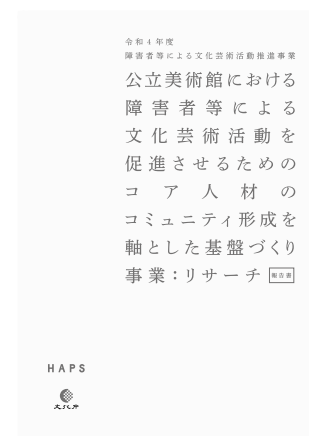 令和4年度
障害者等による文化芸術活動推進事業
公立美術館における
障害者等による
文化芸術活動を
促進させるための
コア人材の
コミュニティ形成を
軸とした基盤づくり
事業：リサーチ 報告書
HAPS
文化庁